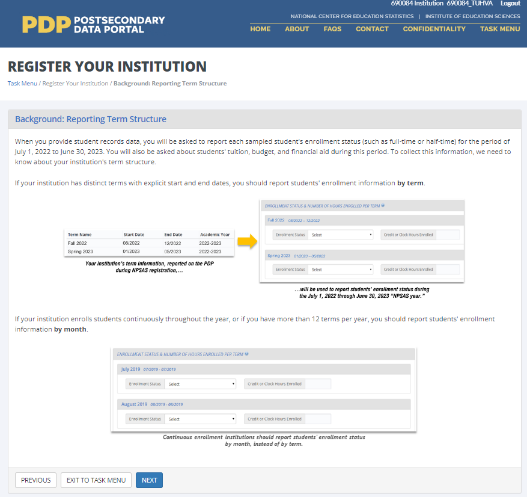 690084 Institution 690084_TUHVA Logout
PDP POSTSECONDARY
DATA PORTAL
NATIONAL CENTER FOR EDUCATION STATISTICS | INSTITUTE OF EDUCATION SCIENCES
HOME ABOUT FAQS CONTACT CONFIDENTIALITY TASK MENU
REGISTER YOUR INSTITUTION
Task Menu / Register Your Institution / Background: Reporting Term Structure
Background: Reporting Term Structure
When you provide student records data, you will be asked to report each sampled student's enrollment status (such as full-time or half-time) for the period of
July 1, 2022 to June 30, 2023. You will also be asked about students' tuition, budget, and financial aid during this period. To collect this information, we need to
know about your institution's term structure.
If your institution has distinct terms with explicit start and end dates, you should report students' enrollment information by term.
Term Name Start Date End Date Academic Year
Fall 2022 08/2022 12/2022 2022-2023
Spring 2023 01/2023 05/2023 2022-2023
Your institution's term information, reported on the PDP
during NPSAS registration,...
ENROLLMENT STATUS & NUMBER OF HOURS ENROLLED PER TERM
Fall 2022
Enrollment Status Select Credit or Clock Hours Enrolled
Spring 2023
Enrollment Status Select Credit or Clock Hours Enrolled
... will be used to report students' enrollment status during
the July 1, 2022 through June 30, 2023 "NPSAS year."
If your institution enrolls students continuously throughout the year, or if you have more than 12 terms per year, you should report students' enrollment
information by month.
ENROLLMENT STATUS & NUMBER OF HOURS ENROLLED PER TERM
July 2019
Enrollment Status Select Credit or Clock Hours Enrolled
August 2019
Enrollment Status Select Credit or Clock Hours Enrolled
Continuous enrollment institutions should report students' enrollment status
by month, instead of by term.
PREVIOUS EXIT TO TASK MENU NEXT